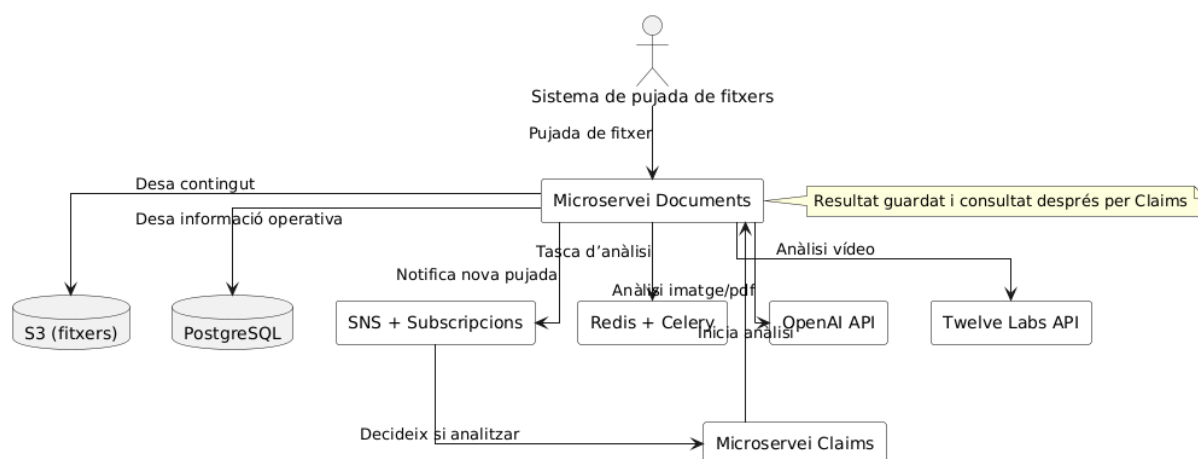 Sistema de pujada de fitxers
Pujada de fitxer
Microservei Documents
Resultat guardat i consultat després per Claims
Desa contingut
Desa informació operativa
Tasca d’anàlisi
Anàlisi vídeo
Notifica nova pujada
Anàlisi imatge/pdf
S3 (fitxers)
PostgreSQL
SNS + Subscripcions
Redis + Celery
OpenAI API
Twelve Labs API
Inicia anàlisi
Decideix si analitzar
Microservei Claims